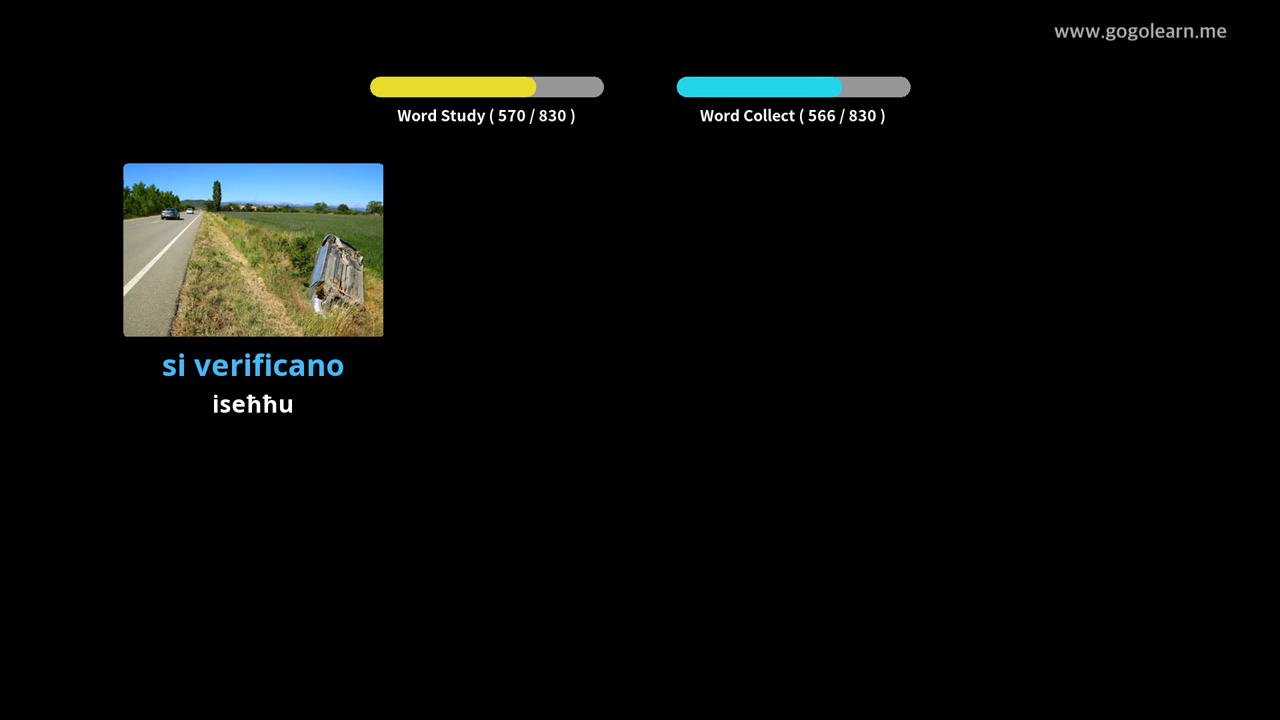 www.gogolearn.me
Word Study ( 570 / 830 )
Word Collect ( 566 / 830 )
si verificano
iseħħu